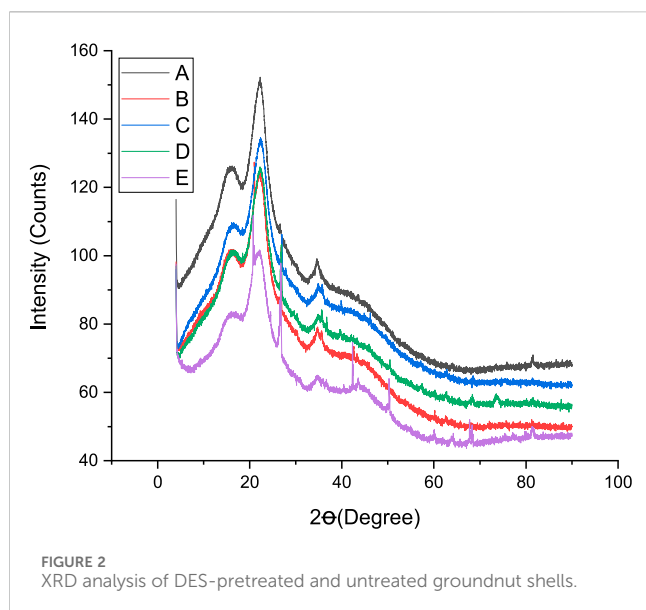 160
140
120
100
80
60
40
Intensity (Counts)
A
B
C
D
E
0
20
40
60
80
100
2Ѳ(Degree)
FIGURE 2
XRD analysis of DES-pretreated and untreated groundnut shells.